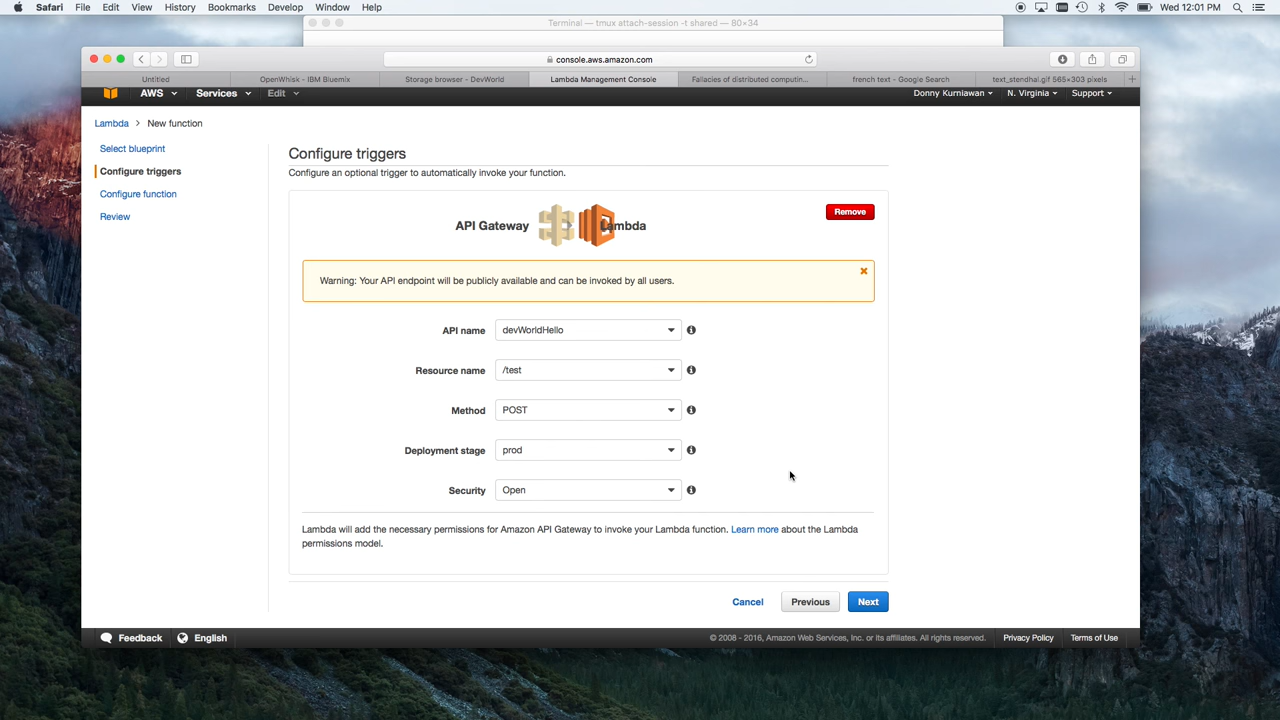 Safari File Edit View History Bookmarks Develop Window Help Wed 12:01 PM
Terminal — tmux attach-session -t shared — 80×34
console.aws.amazon.com
Untitled OpenWhisk - IBM Bluemix Storage browser - DevWorld Lambda Management Console Fallacies of distributed computin... french text - Google Search text_stendhal.gif 565×303 pixels
AWS Services Edit Donny Kurniawan N. Virginia Support
Lambda > New function
Select blueprint
Configure triggers
Configure function
Review
Configure triggers
Configure an optional trigger to automatically invoke your function.
API Gateway Lambda
Remove
Warning: Your API endpoint will be publicly available and can be invoked by all users.
API name devWorldHello
Resource name /test
Method POST
Deployment stage prod
Security Open
Lambda will add the necessary permissions for Amazon API Gateway to invoke your Lambda function. Learn more about the Lambda
permissions model.
Cancel Previous Next
Feedback English © 2008 - 2016, Amazon Web Services, Inc. or its affiliates. All rights reserved. Privacy Policy Terms of Use